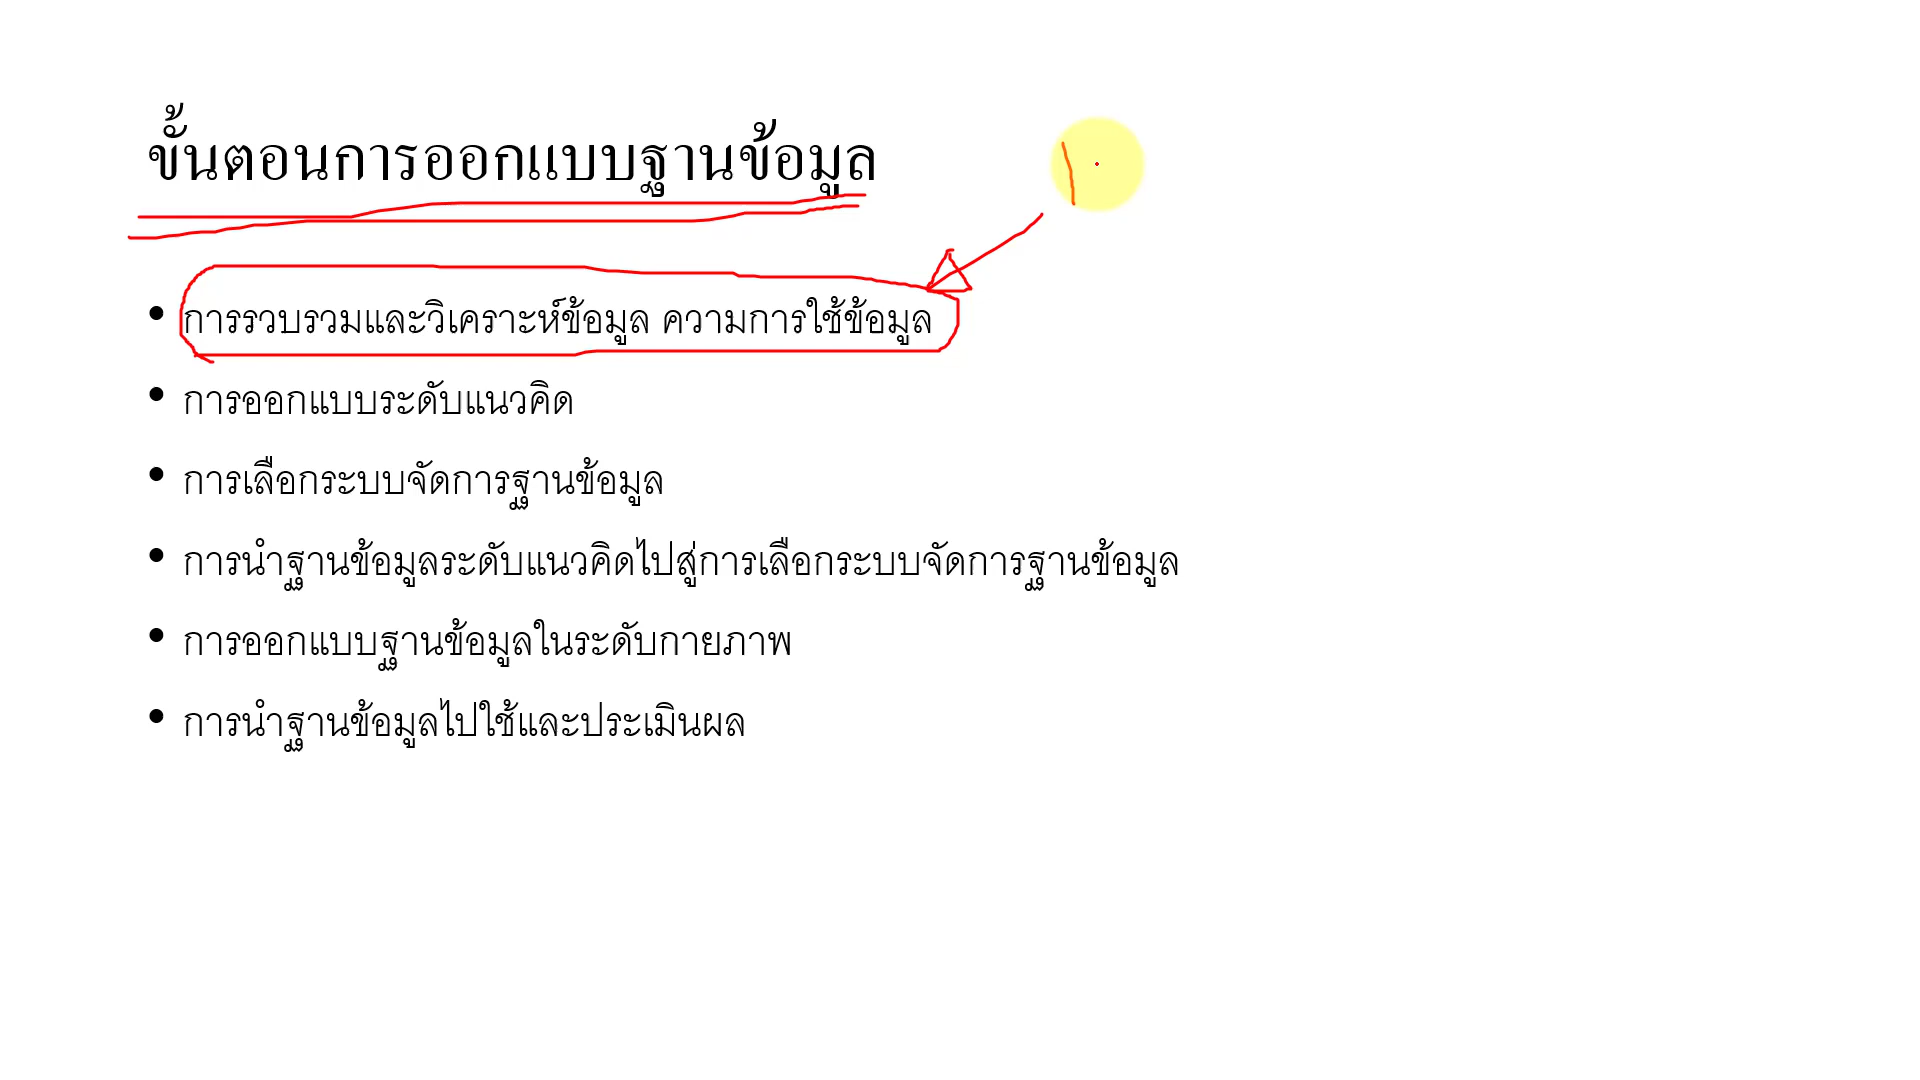 ขั้นตอนการออกแบบฐานข้อมูล
• การรวบรวมและวิเคราะห์ข้อมูล ความการใช้ข้อมูล
• การออกแบบระดับแนวคิด
• การเลือกระบบจัดการฐานข้อมูล
• การนำฐานข้อมูลระดับแนวคิดไปสู่การเลือกระบบจัดการฐานข้อมูล
• การออกแบบฐานข้อมูลในระดับกายภาพ
• การนำฐานข้อมูลไปใช้และประเมินผล